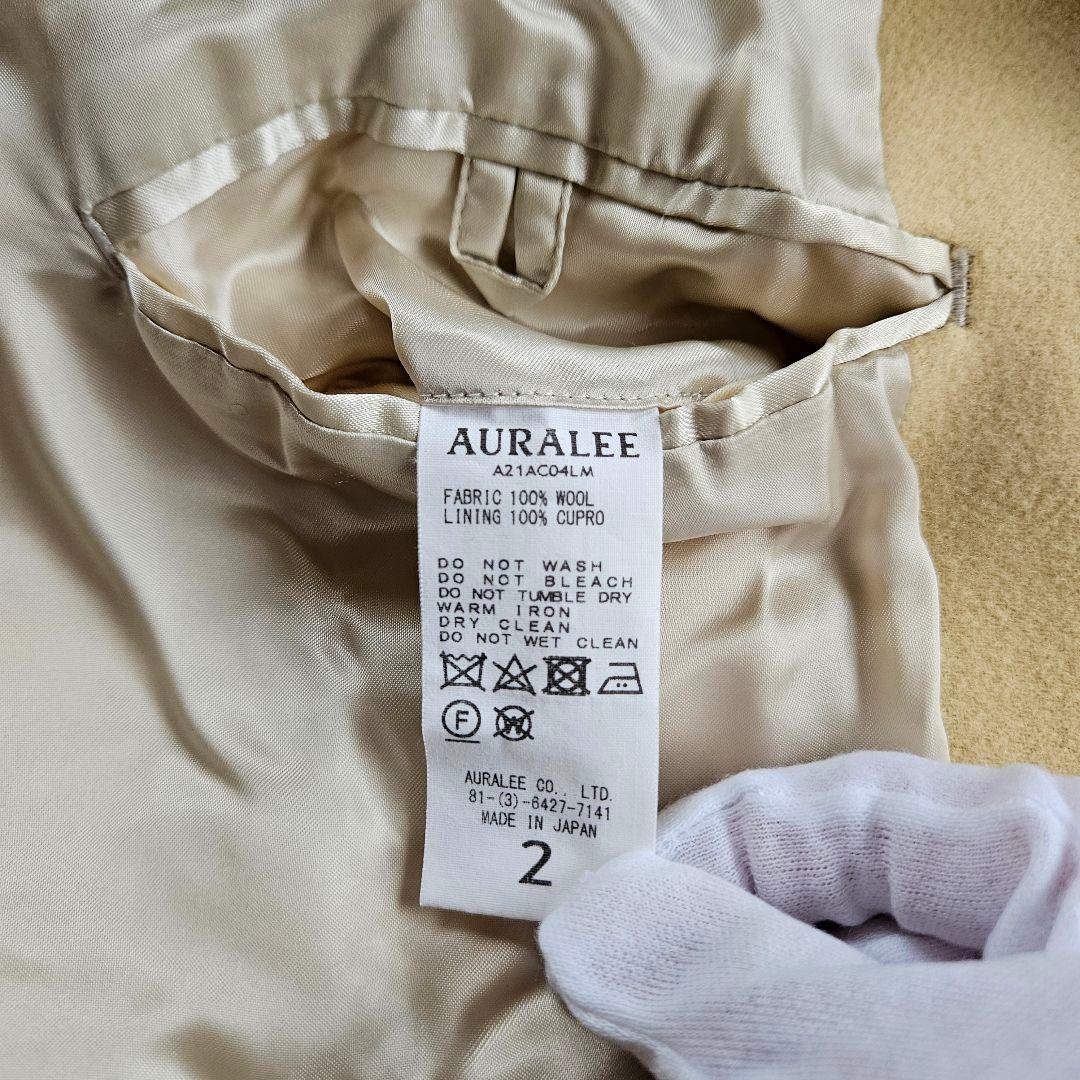 AURALEE
A21AC04LM
FABRIC 100% WOOL
LINING 100% CUPRO
DO NOT WASH
DO NOT BLEACH
DO NOT TUMBLE DRY
WARM IRON
DRY CLEAN
DO NOT WET CLEAN
F W
AURALEE CO., LTD.
81-(3)-6427-7141
MADE IN JAPAN
2